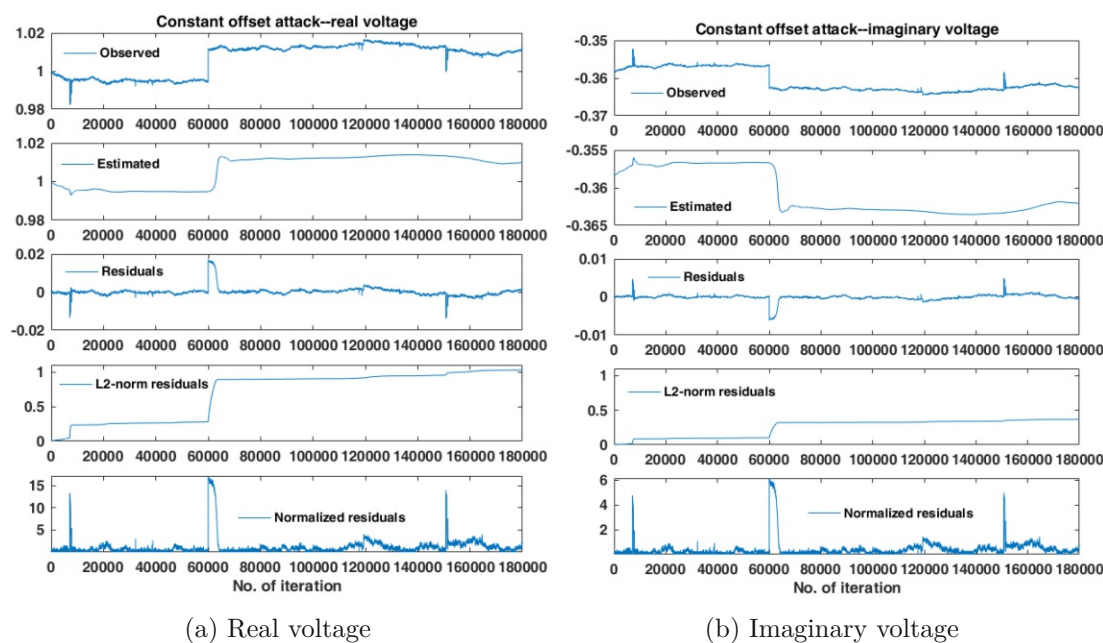 Constant offset attack--real voltage
1.02
Observed
1
0.98
0 20000 40000 60000 80000 100000 120000 140000 160000 180000
1.02
Estimated
1
0.98
0 20000 40000 60000 80000 100000 120000 140000 160000 180000
0.02
Residuals
0
-0.02
0 20000 40000 60000 80000 100000 120000 140000 160000 180000
1
L2-norm residuals
0.5
0
0 20000 40000 60000 80000 100000 120000 140000 160000 180000
15
10
Normalized residuals
5
0 20000 40000 60000 80000 100000 120000 140000 160000 180000
No. of iteration
(a) Real voltage
Constant offset attack--imaginary voltage
-0.35
-0.36
Observed
-0.37
0 20000 40000 60000 80000 100000 120000 140000 160000 180000
-0.355
-0.36
Estimated
-0.365
0 20000 40000 60000 80000 100000 120000 140000 160000 180000
0.01
Residuals
0
-0.01
0 20000 40000 60000 80000 100000 120000 140000 160000 180000
1
L2-norm residuals
0.5
0
0 20000 40000 60000 80000 100000 120000 140000 160000 180000
6
4
Normalized residuals
2
0 20000 40000 60000 80000 100000 120000 140000 160000 180000
No. of iteration
(b) Imaginary voltage